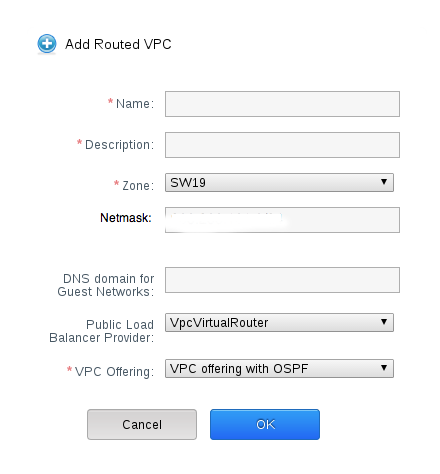 Add Routed VPC
* Name:
* Description:
* Zone: SW19
Netmask:
DNS domain for
Guest Networks:
Public Load
Balancer Provider: VpcVirtualRouter
* VPC Offering: VPC offering with OSPF
Cancel OK